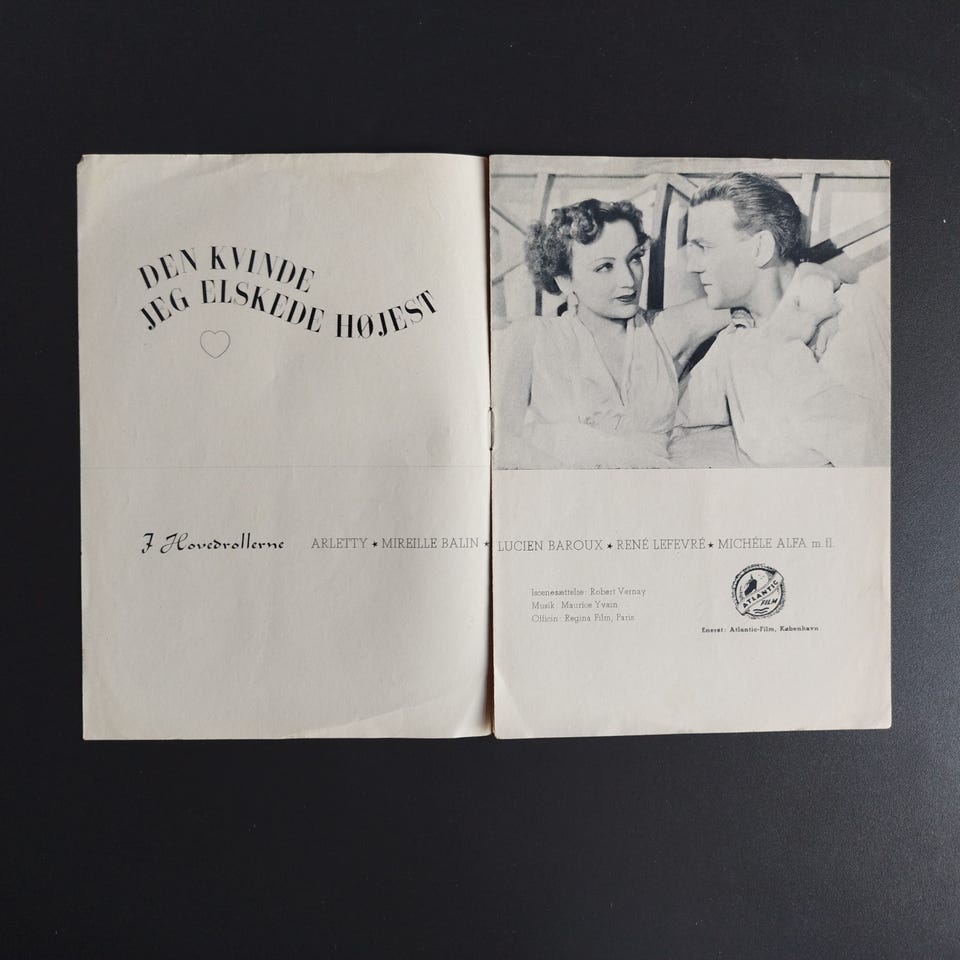 DEN KVINDE
JEG ELSKEDE HØJEST
I Hovedrollerne ARLETTY ★ MIREILLE BALIN ★ LUCIEN BAROUX ★ RENÉ LEFEVRÉ ★ MICHÉLE ALFA m. fl.
Iscenesættelse: Robert Vernay
Musik: Maurice Yvain
Officin: Regina Film, Paris
ATLANTIC
FILM
Eneret: Atlantic-Film, København